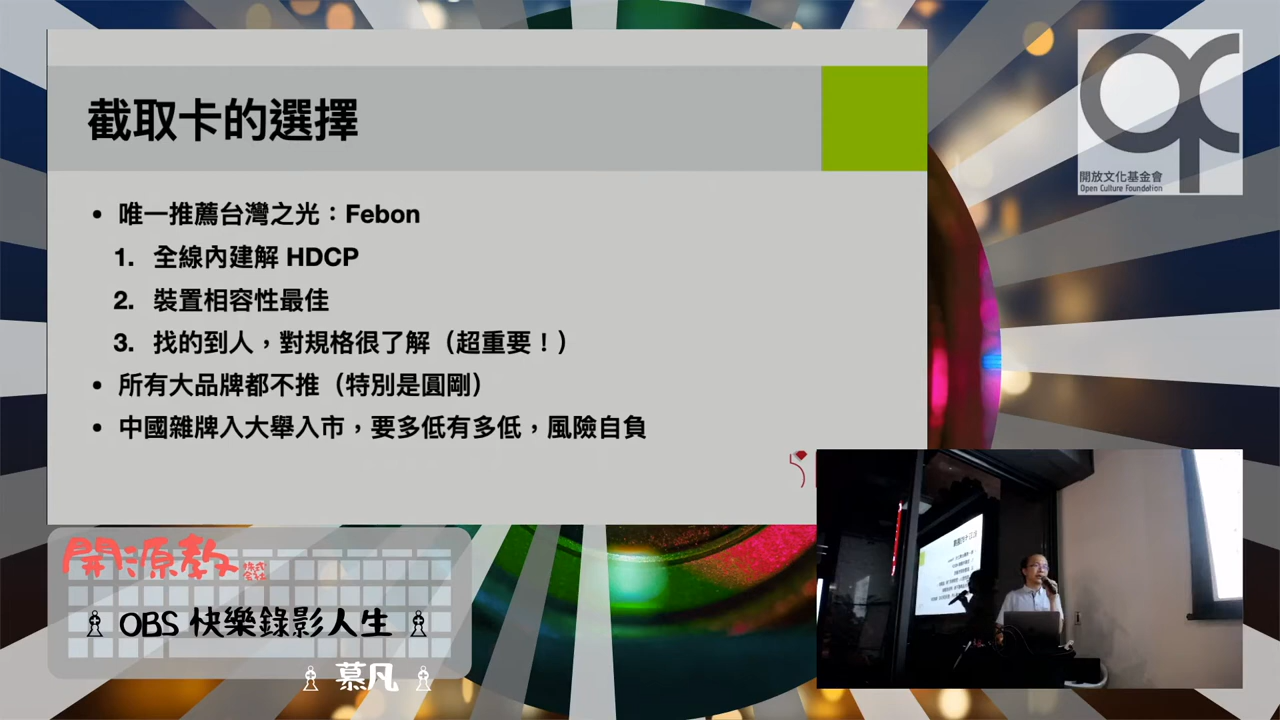 截取卡的選擇
• 唯一推薦台灣之光：Febon
1. 全線內建解 HDCP
2. 裝置相容性最佳
3. 找的到人，對規格很了解（超重要！）
• 所有大品牌都不推（特別是圓剛）
• 中國雜牌入大舉入市，要多低有多低，風險自負
開放文化基金會
Open Culture Foundation
開源教 株式会社
OBS 快樂錄影人生
慕凡